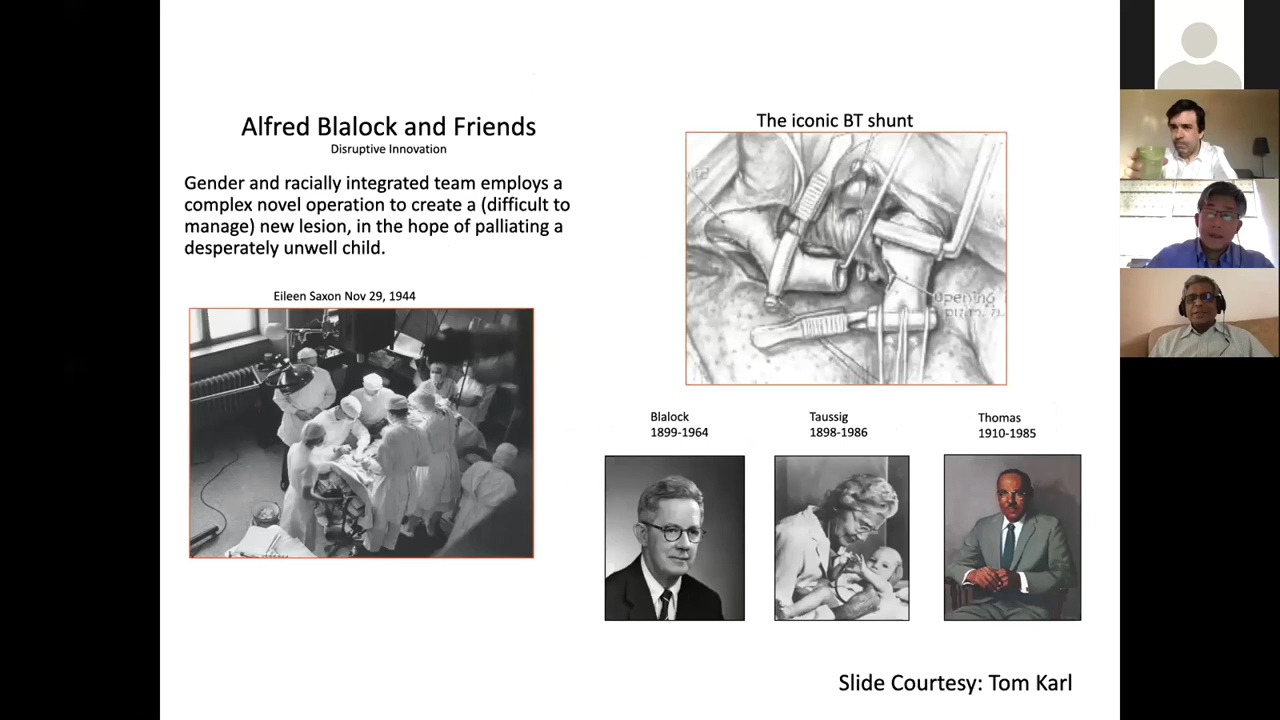 Alfred Blalock and Friends
Disruptive Innovation
Gender and racially integrated team employs a
complex novel operation to create a (difficult to
manage) new lesion, in the hope of palliating a
desperately unwell child.
Eileen Saxon Nov 29, 1944
The iconic BT shunt
Opening
Blalock
1899-1964
Taussig
1898-1986
Thomas
1910-1985
Slide Courtesy: Tom Karl